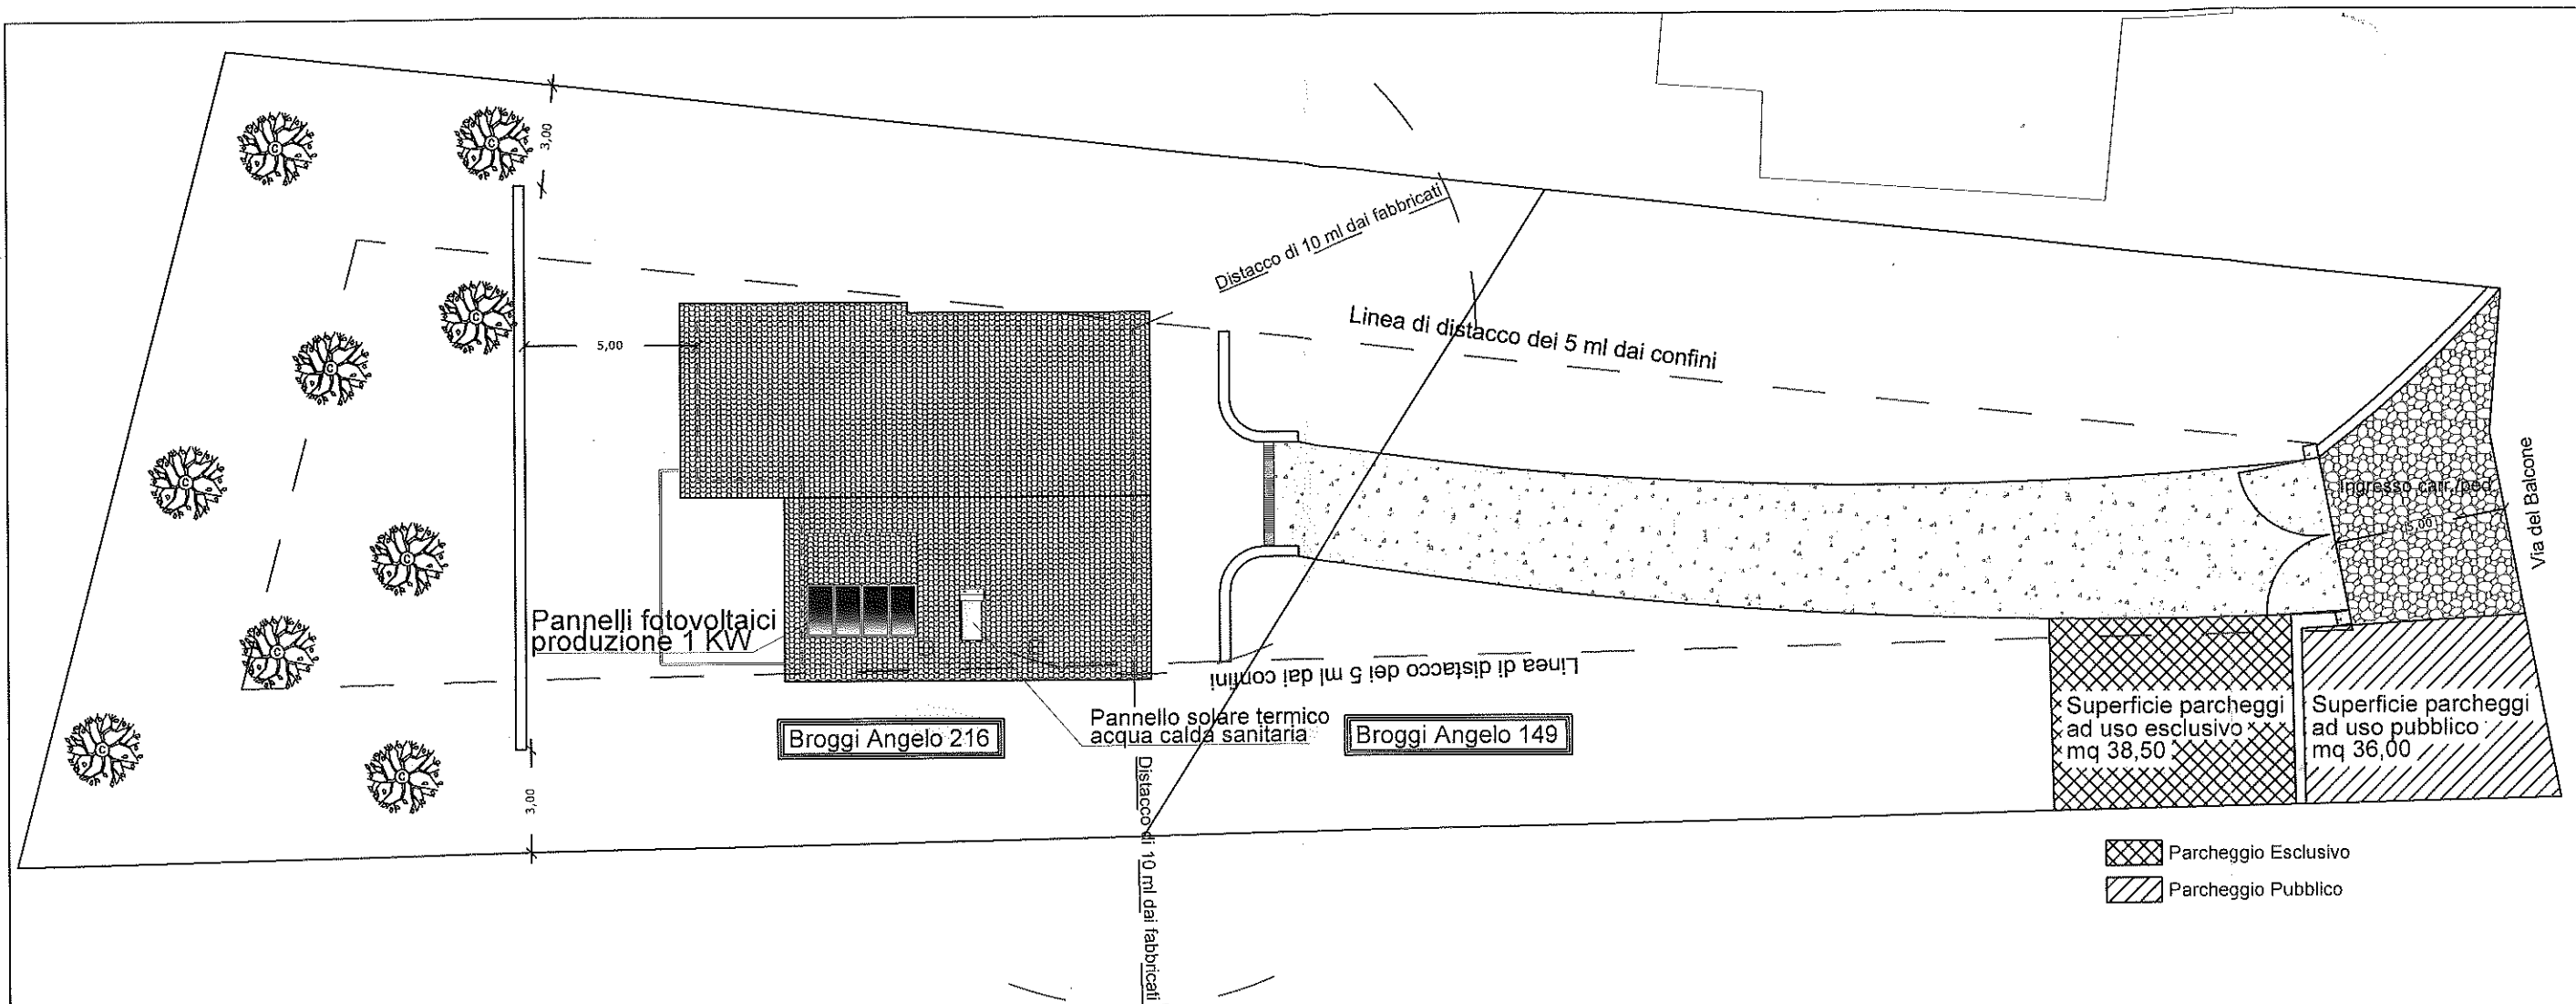 3,00
Distacco di 10 ml dai fabbricati
Linea di distacco dei 5 ml dai confini
5,00
Ingresso carr./ped
5,00
Via del Balcone
Pannelli fotovoltaici
produzione 1 KW
Linea di distacco dei 5 ml dai confini
Broggi Angelo 216
Pannello solare termico
acqua calda sanitaria
Broggi Angelo 149
Superficie parcheggi
ad uso esclusivo
mq 38,50
Superficie parcheggi
ad uso pubblico
mq 36,00
3,00
Distacco di 10 ml dai fabbricati
Parcheggio Esclusivo
Parcheggio Pubblico
C
C
C
C
C
C
C
C
C